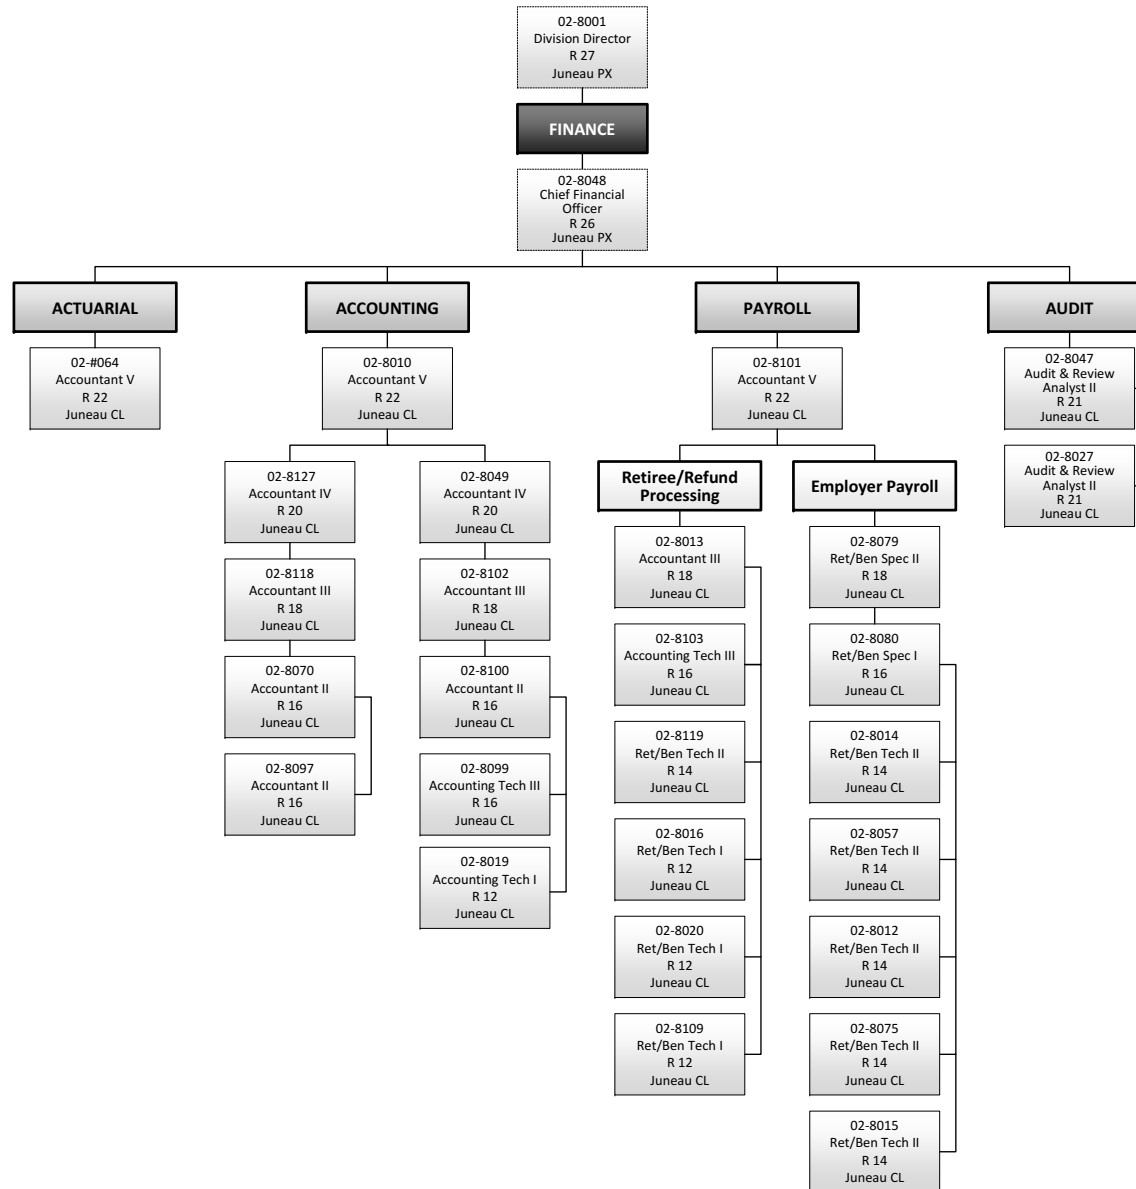 02-8001
Division Director
R 27
Juneau PX
FINANCE
02-8048
Chief Financial
Officer
R 26
Juneau PX
ACTUARIAL
02-#064
Accountant V
R 22
Juneau CL
ACCOUNTING
02-8010
Accountant V
R 22
Juneau CL
02-8127
Accountant IV
R 20
Juneau CL
02-8118
Accountant III
R 18
Juneau CL
02-8070
Accountant II
R 16
Juneau CL
02-8097
Accountant II
R 16
Juneau CL
02-8049
Accountant IV
R 20
Juneau CL
02-8102
Accountant III
R 18
Juneau CL
02-8100
Accountant II
R 16
Juneau CL
02-8099
Accounting Tech III
R 16
Juneau CL
02-8019
Accounting Tech I
R 12
Juneau CL
PAYROLL
02-8101
Accountant V
R 22
Juneau CL
Retiree/Refund
Processing
02-8013
Accountant III
R 18
Juneau CL
02-8103
Accounting Tech III
R 16
Juneau CL
02-8119
Ret/Ben Tech II
R 14
Juneau CL
02-8016
Ret/Ben Tech I
R 12
Juneau CL
02-8020
Ret/Ben Tech I
R 12
Juneau CL
02-8109
Ret/Ben Tech I
R 12
Juneau CL
Employer Payroll
02-8079
Ret/Ben Spec II
R 18
Juneau CL
02-8080
Ret/Ben Spec I
R 16
Juneau CL
02-8014
Ret/Ben Tech II
R 14
Juneau CL
02-8057
Ret/Ben Tech II
R 14
Juneau CL
02-8012
Ret/Ben Tech II
R 14
Juneau CL
02-8075
Ret/Ben Tech II
R 14
Juneau CL
02-8015
Ret/Ben Tech II
R 14
Juneau CL
AUDIT
02-8047
Audit & Review
Analyst II
R 21
Juneau CL
02-8027
Audit & Review
Analyst II
R 21
Juneau CL